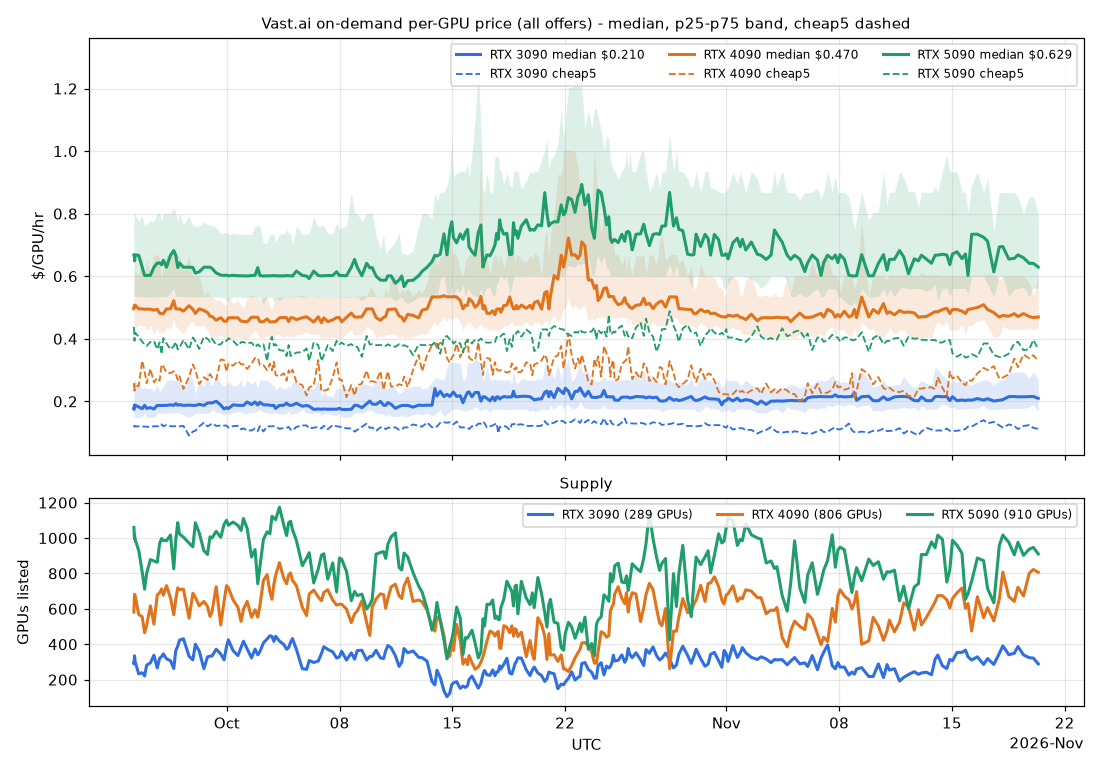 Vast.ai on-demand per-GPU price (all offers) - median, p25-p75 band, cheap5 dashed
RTX 3090 median $0.210
RTX 4090 median $0.470
RTX 5090 median $0.629
RTX 3090 cheap5
RTX 4090 cheap5
RTX 5090 cheap5
$/GPU/hr
1.2
1.0
0.8
0.6
0.4
0.2
Supply
RTX 3090 (289 GPUs)
RTX 4090 (806 GPUs)
RTX 5090 (910 GPUs)
GPUs listed
1200
1000
800
600
400
200
Oct
08
15
22
Nov
08
15
22
UTC
2026-Nov